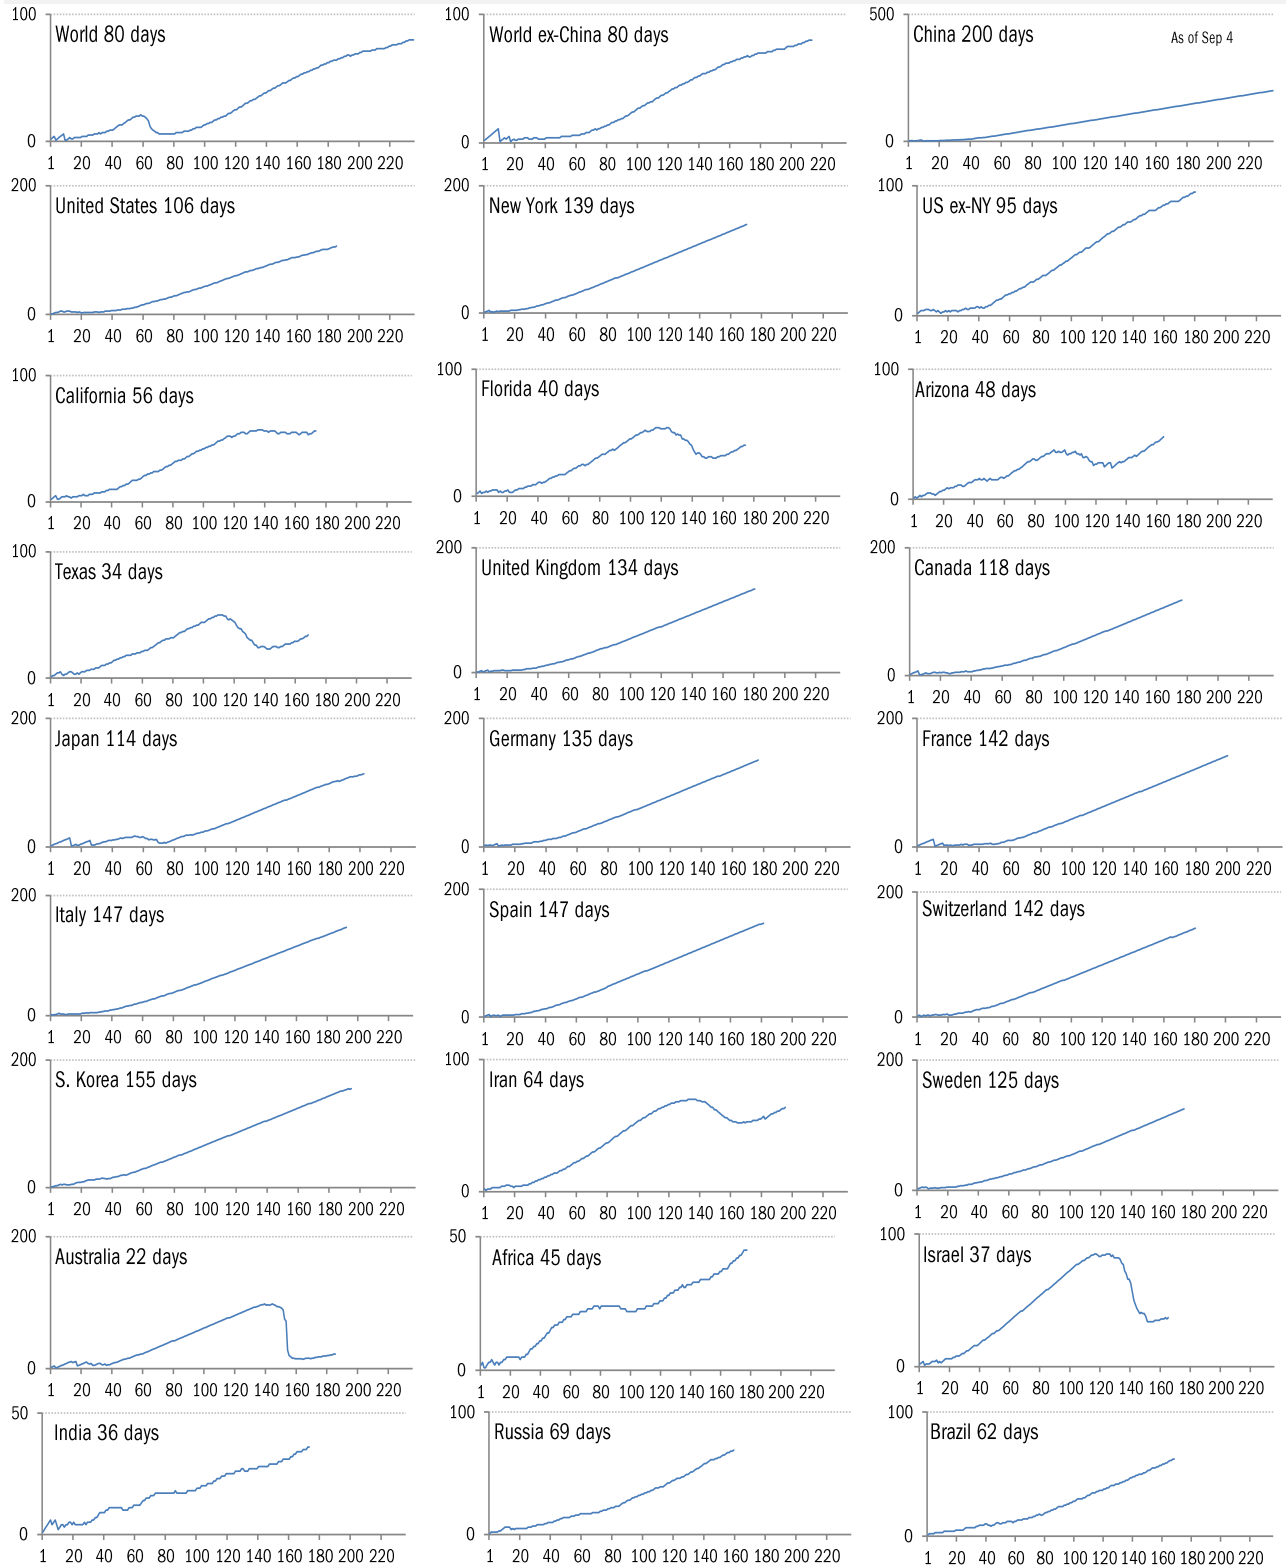 100
World 80 days
0
1 20 40 60 80 100 120 140 160 180 200 220
100
World ex-China 80 days
0
1 20 40 60 80 100 120 140 160 180 200 220
500
China 200 days
As of Sep 4
0
1 20 40 60 80 100 120 140 160 180 200 220
200
United States 106 days
0
1 20 40 60 80 100 120 140 160 180 200 220
200
New York 139 days
0
1 20 40 60 80 100 120 140 160 180 200 220
100
US ex-NY 95 days
0
1 20 40 60 80 100 120 140 160 180 200 220
100
California 56 days
0
1 20 40 60 80 100 120 140 160 180 200 220
100
Florida 40 days
0
1 20 40 60 80 100 120 140 160 180 200 220
100
Arizona 48 days
0
1 20 40 60 80 100 120 140 160 180 200 220
100
Texas 34 days
0
1 20 40 60 80 100 120 140 160 180 200 220
200
United Kingdom 134 days
0
1 20 40 60 80 100 120 140 160 180 200 220
200
Canada 118 days
0
1 20 40 60 80 100 120 140 160 180 200 220
200
Japan 114 days
0
1 20 40 60 80 100 120 140 160 180 200 220
200
Germany 135 days
0
1 20 40 60 80 100 120 140 160 180 200 220
200
France 142 days
0
1 20 40 60 80 100 120 140 160 180 200 220
200
Italy 147 days
0
1 20 40 60 80 100 120 140 160 180 200 220
200
Spain 147 days
0
1 20 40 60 80 100 120 140 160 180 200 220
200
Switzerland 142 days
0
1 20 40 60 80 100 120 140 160 180 200 220
200
S. Korea 155 days
0
1 20 40 60 80 100 120 140 160 180 200 220
100
Iran 64 days
0
1 20 40 60 80 100 120 140 160 180 200 220
200
Sweden 125 days
0
1 20 40 60 80 100 120 140 160 180 200 220
200
Australia 22 days
0
1 20 40 60 80 100 120 140 160 180 200 220
50
Africa 45 days
0
1 20 40 60 80 100 120 140 160 180 200 220
100
Israel 37 days
0
1 20 40 60 80 100 120 140 160 180 200 220
50
India 36 days
0
1 20 40 60 80 100 120 140 160 180 200 220
100
Russia 69 days
0
1 20 40 60 80 100 120 140 160 180 200 220
100
Brazil 62 days
0
1 20 40 60 80 100 120 140 160 180 200 220